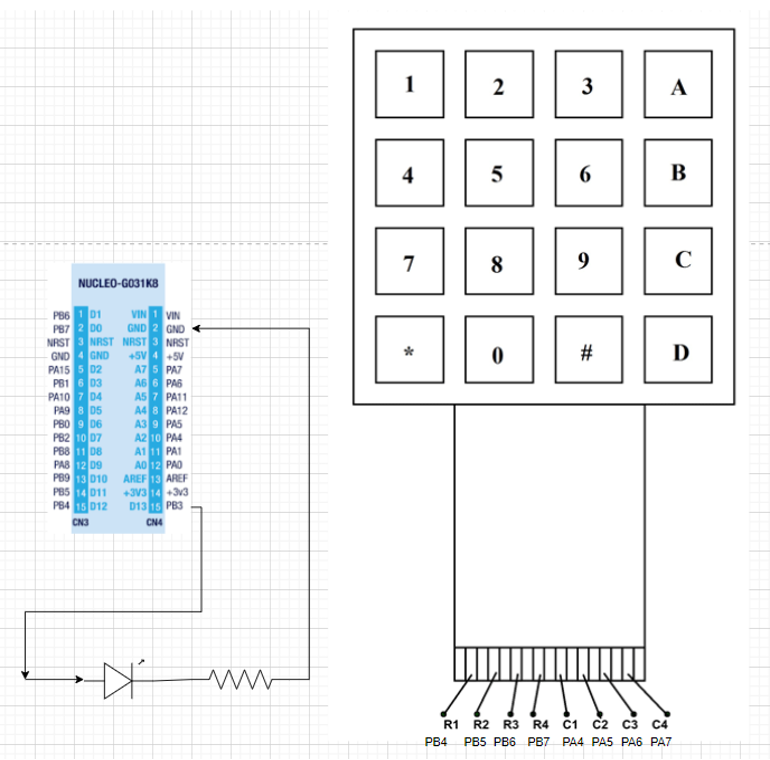 NUCLEO-G031K8
PB6 1 D1 VIN 1 VIN
PB7 2 D0 GND 2 GND
NRST 3 NRST NRST 3 NRST
GND 4 GND +5V 4 +5V
PA15 5 D2 A7 5 PA7
PB1 6 D3 A6 6 PA6
PA10 7 D4 A5 7 PA11
PA9 8 D5 A4 8 PA12
PB0 9 D6 A3 9 PA5
PB2 10 D7 A2 10 PA4
PB8 11 D8 A1 11 PA1
PA8 12 D9 A0 12 PA0
PB9 13 D10 AREF 13 AREF
PB5 14 D11 +3V3 14 +3v3
PB4 15 D12 D13 15 PB3
CN3 CN4
1 2 3 A
4 5 6 B
7 8 9 C
* 0 # D
R1 R2 R3 R4 C1 C2 C3 C4
PB4 PB5 PB6 PB7 PA4 PA5 PA6 PA7